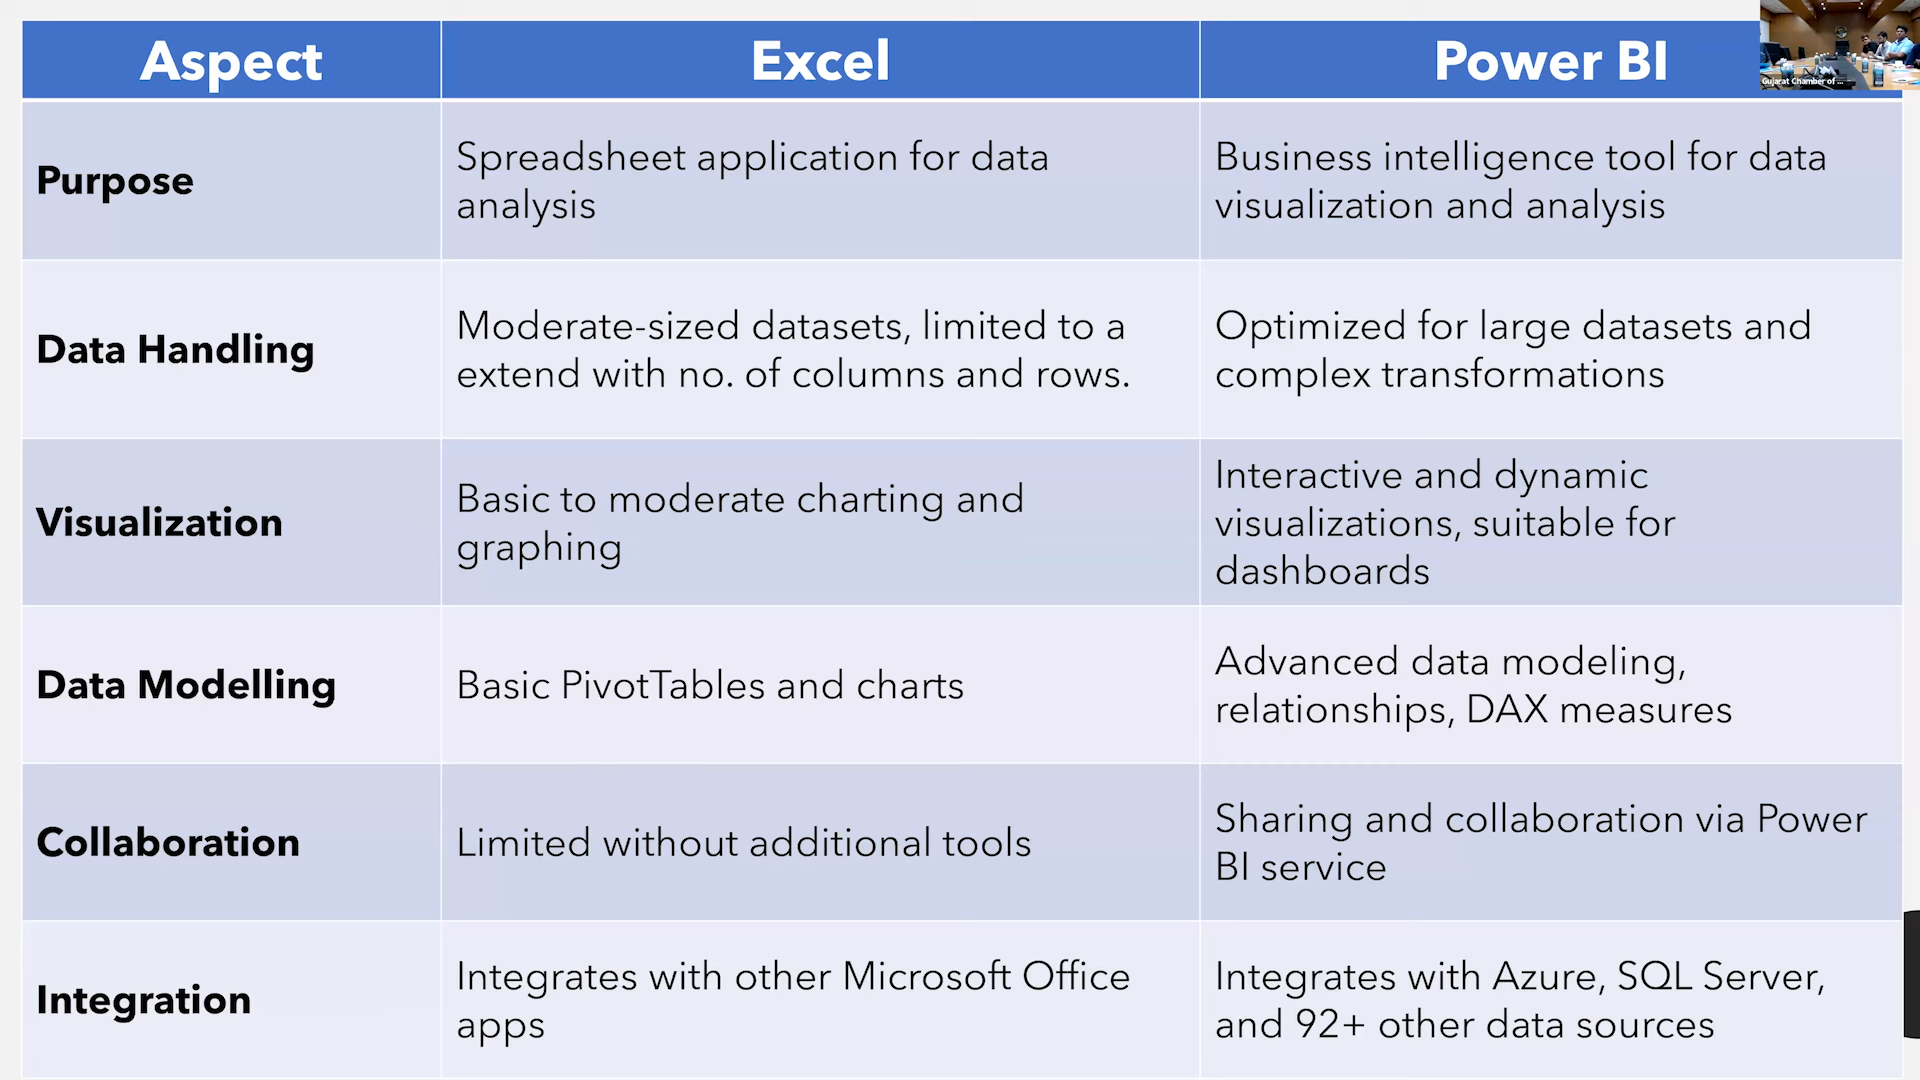 Aspect
Excel
Power BI
Gujarat Chamber of ...
Purpose
Spreadsheet application for data
analysis
Business intelligence tool for data
visualization and analysis
Data Handling
Moderate-sized datasets, limited to a
extend with no. of columns and rows.
Optimized for large datasets and
complex transformations
Visualization
Basic to moderate charting and
graphing
Interactive and dynamic
visualizations, suitable for
dashboards
Data Modelling
Basic PivotTables and charts
Advanced data modeling,
relationships, DAX measures
Collaboration
Limited without additional tools
Sharing and collaboration via Power
BI service
Integration
Integrates with other Microsoft Office
apps
Integrates with Azure, SQL Server,
and 92+ other data sources